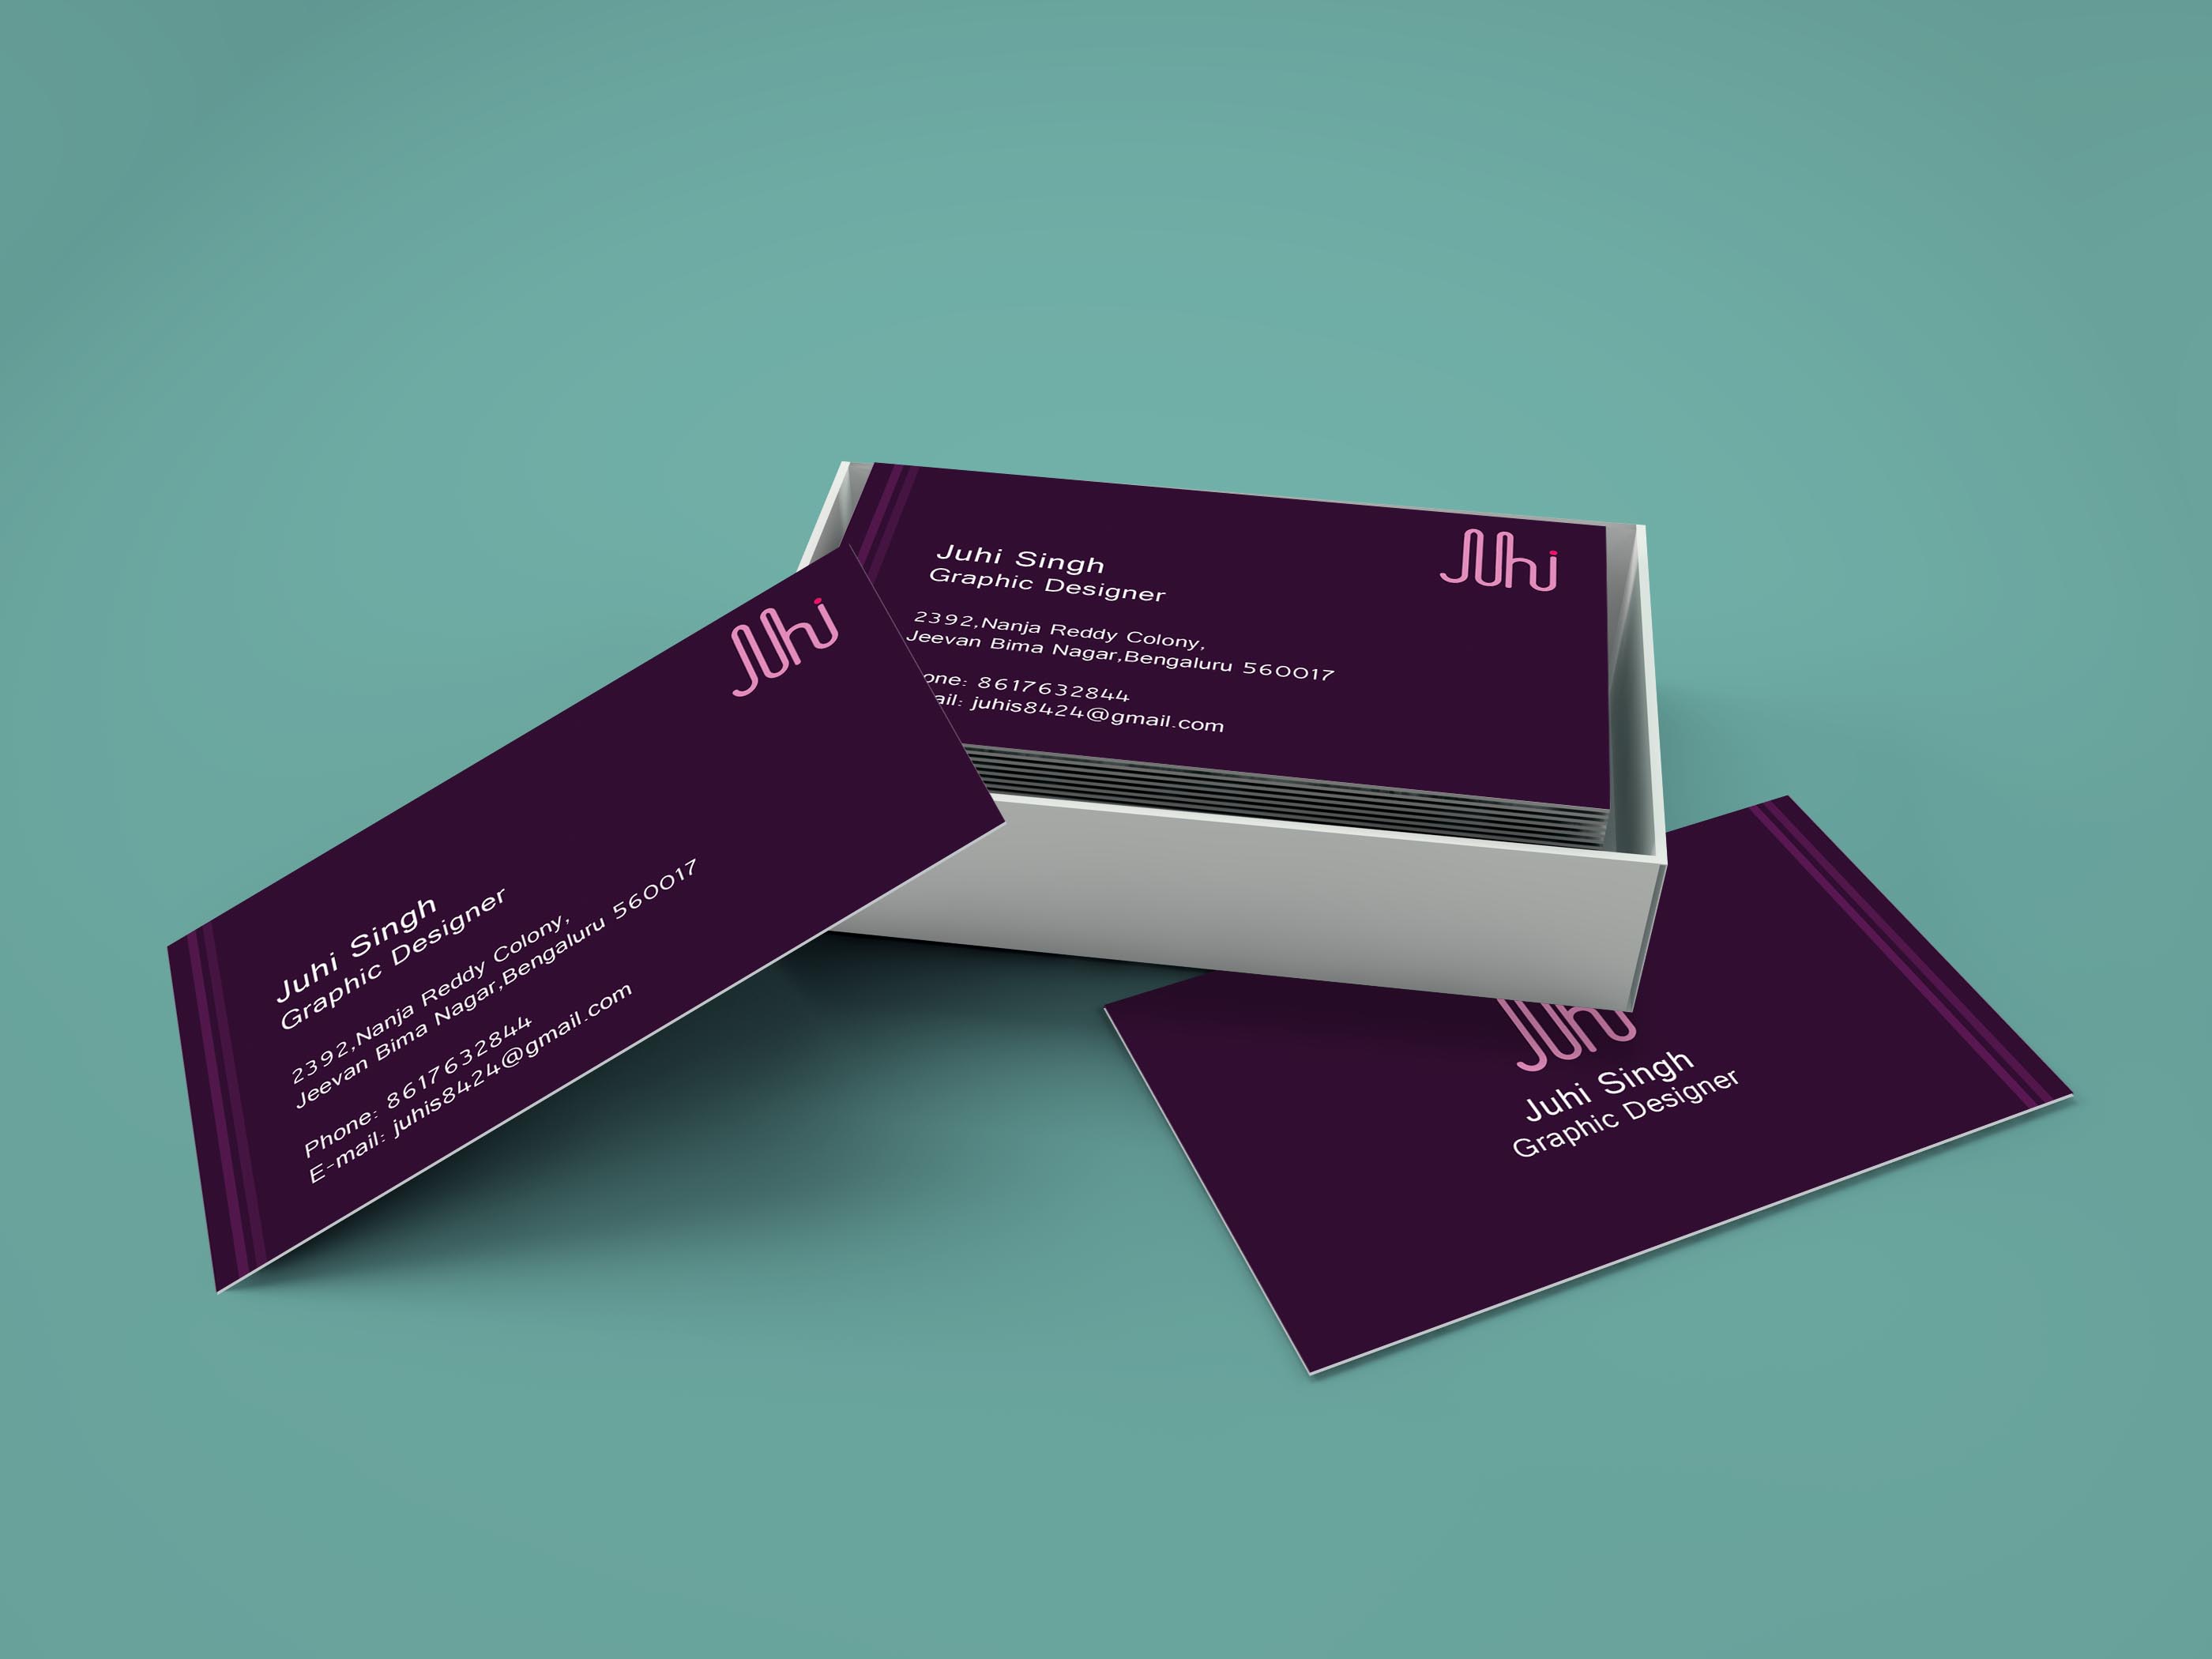 JUhi
Juhi Singh
Graphic Designer
2392,Nanja Reddy Colony,
Jeevan Bima Nagar,Bengaluru 560017
Phone: 8617632844
E-mail: juhis8424@gmail.com
JUhi
Juhi Singh
Graphic Designer
2392,Nanja Reddy Colony,
Jeevan Bima Nagar,Bengaluru 560017
one: 8617632844
ail: juhis8424@gmail.com
JUhi
Juhi Singh
Graphic Designer